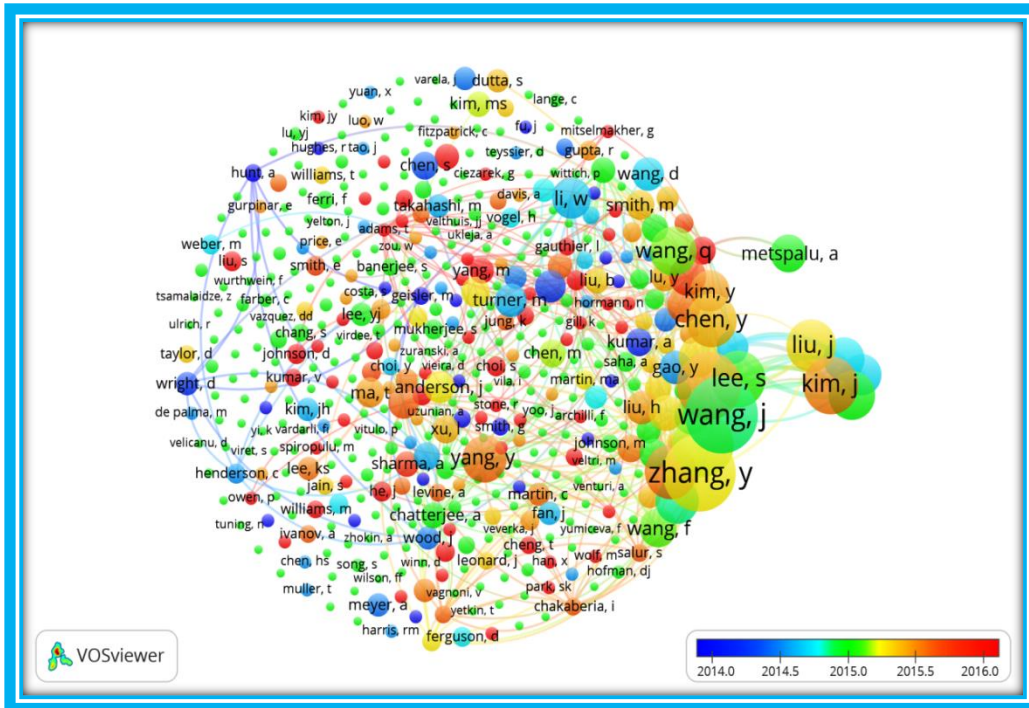 varela, j
dutta, s
yuan, x
kim, ms
lange, c
kim, jy
luo, w
lu, yj
fitzpatrick, c
fu, j
mitselmakher, g
hughes, r
tao, j
teyssier, d
gupta, r
hunt, a
williams, t
chen, s
ciezarek, g
wittich, p
wang, d
gurpinar, e
ferri, f
takahashi, m
davis, a
li, w
smith, m
yelton, j
velthuis, jj
vogel, h
adams, t
ukleja, a
weber, m
price, e
zou, w
gauthier, l
wang, q
metspalu, a
liu, s
smith, e
banerjee, s
yang, m
liu, b
lu, y
wurthwein, f
costa, s
geisler, m
kim, y
tsamalaidze, z
farber, c
turner, m
hormann, n
vazquez, dd
lee, yj
jung, k
gill, k
chen, y
ulrich, r
chang, s
virdee, t
mukherjee, s
kumar, a
liu, j
taylor, d
johnson, d
zuranski, a
chen, m
saha, a
choi, y
vieira, d
choi, s
gao, y
wright, d
kumar, v
anderson, j
vila, i
martin, ma
lee, s
kim, j
ma, t
de palma, m
kim, jh
uzunian, a
stone, r
yoo, j
archilli, f
liu, h
wang, j
yi, k
vardarli, fi
vitulo, p
xu, l
smith, g
velicanu, d
viret, s
spiropulu, m
johnson, m
veltri, m
henderson, c
lee, ks
sharma, a
yang, y
zhang, y
jain, s
owen, p
he, j
levine, a
martin, c
venturi, a
williams, m
chatterjee, a
fan, j
tuning, n
ivanov, a
zhokin, a
wood, j
veverka, j
yumiceva, f
wang, f
cheng, t
chen, hs
song, s
winn, d
leonard, j
han, x
wolf, m
salur, s
wilson, ff
hofman, dj
muller, t
vagnoni, v
park, sk
meyer, a
yetkin, t
chakaberia, i
harris, rm
ferguson, d
VOSviewer
2014.0 2014.5 2015.0 2015.5 2016.0